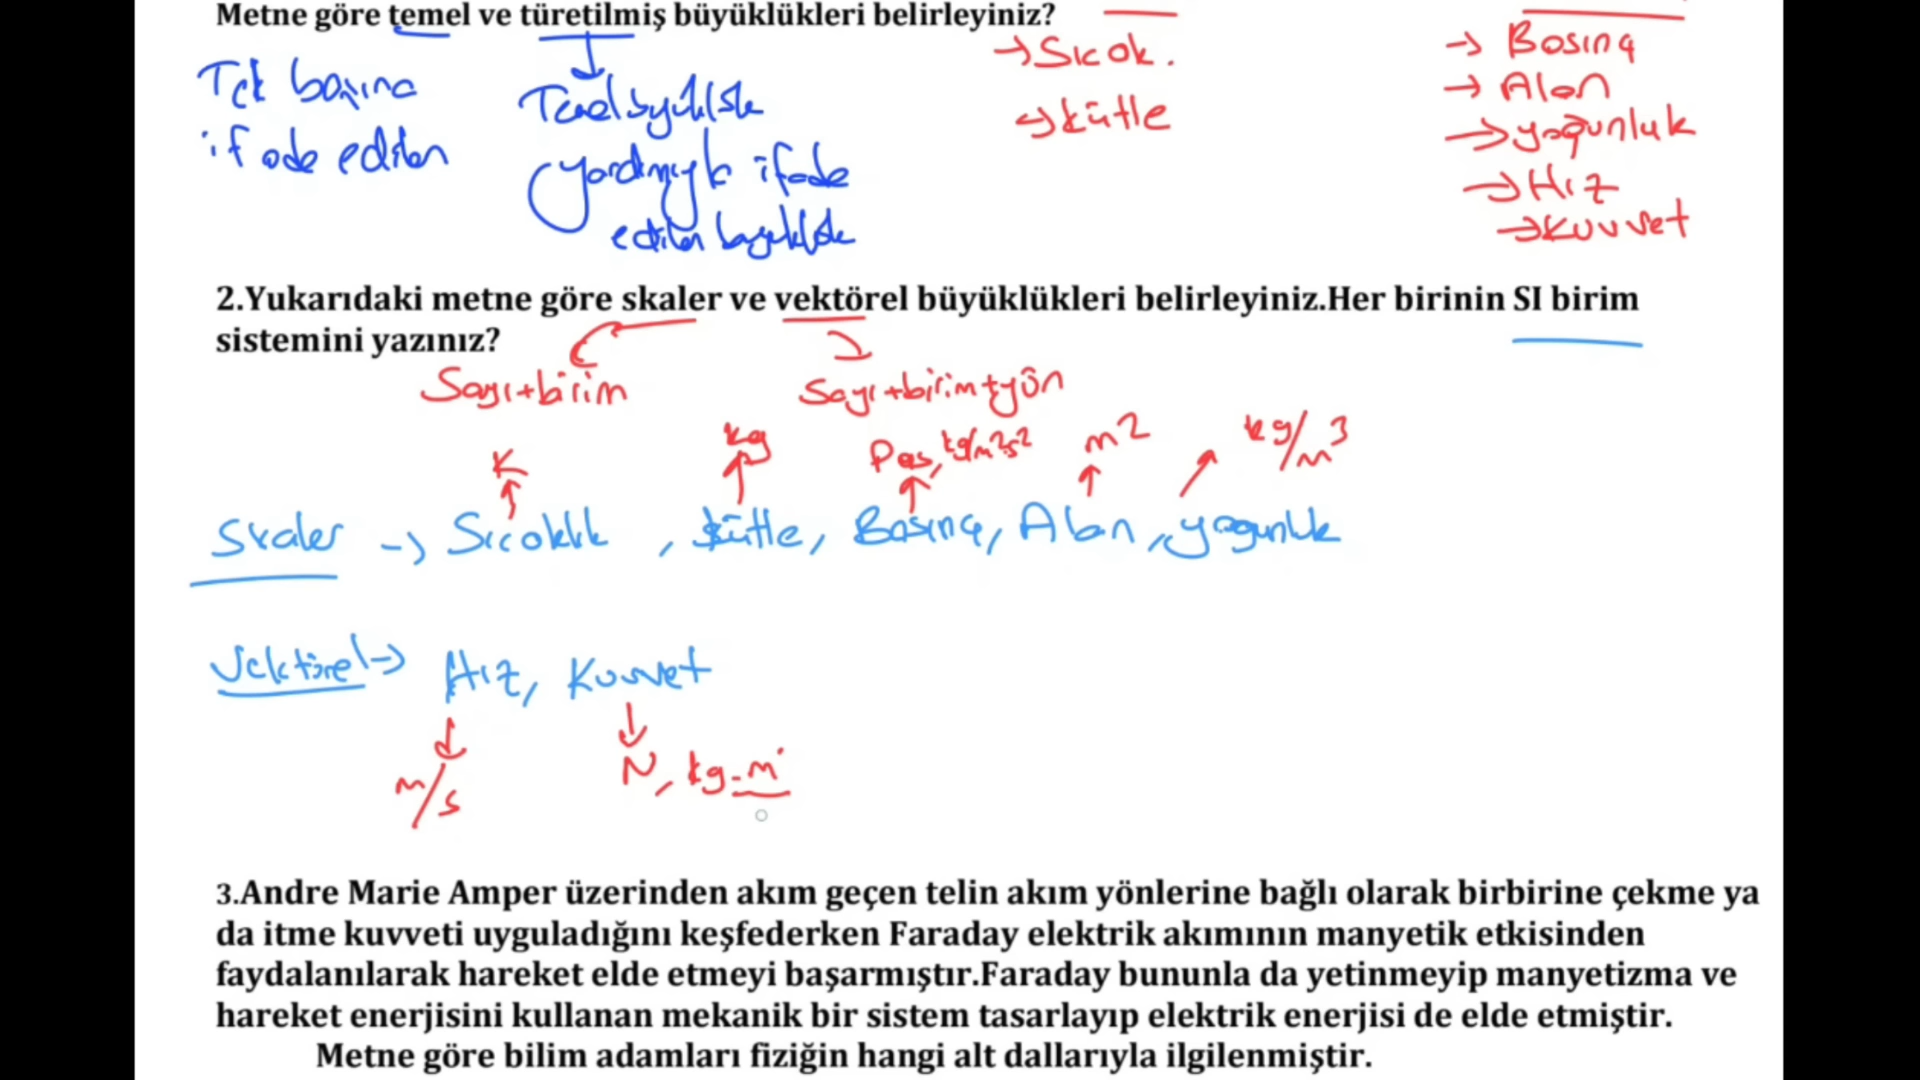 Metne göre temel ve türetilmiş büyüklükleri belirleyiniz?
Tek başına
ifade edilen
Temel büyüklük
yardımıyla ifade
edilen büyüklük
→ Sıcak.
→ kütle
→ Basınç
→ Alan
→ yoğunluk
→ Hız
→ Kuvvet
2.Yukarıdaki metne göre skaler ve vektörel büyüklükleri belirleyiniz.Her birinin SI birim
sistemini yazınız?
Sayı+birim
Sayı+birim+yön
K
kg
Pas, kg/m²s²
m2
kg/m3
Skaler → Sıcaklık, kütle, Basınç, Alan, yoğunluk
Vektörel → Hız, Kuvvet
m/s
N, kg.m
3.Andre Marie Amper üzerinden akım geçen telin akım yönlerine bağlı olarak birbirine çekme ya
da itme kuvveti uyguladığını keşfederken Faraday elektrik akımının manyetik etkisinden
faydalanılarak hareket elde etmeyi başarmıştır.Faraday bununla da yetinmeyip manyetizma ve
hareket enerjisini kullanan mekanik bir sistem tasarlayıp elektrik enerjisi de elde etmiştir.
Metne göre bilim adamları fiziğin hangi alt dallarıyla ilgilenmiştir.